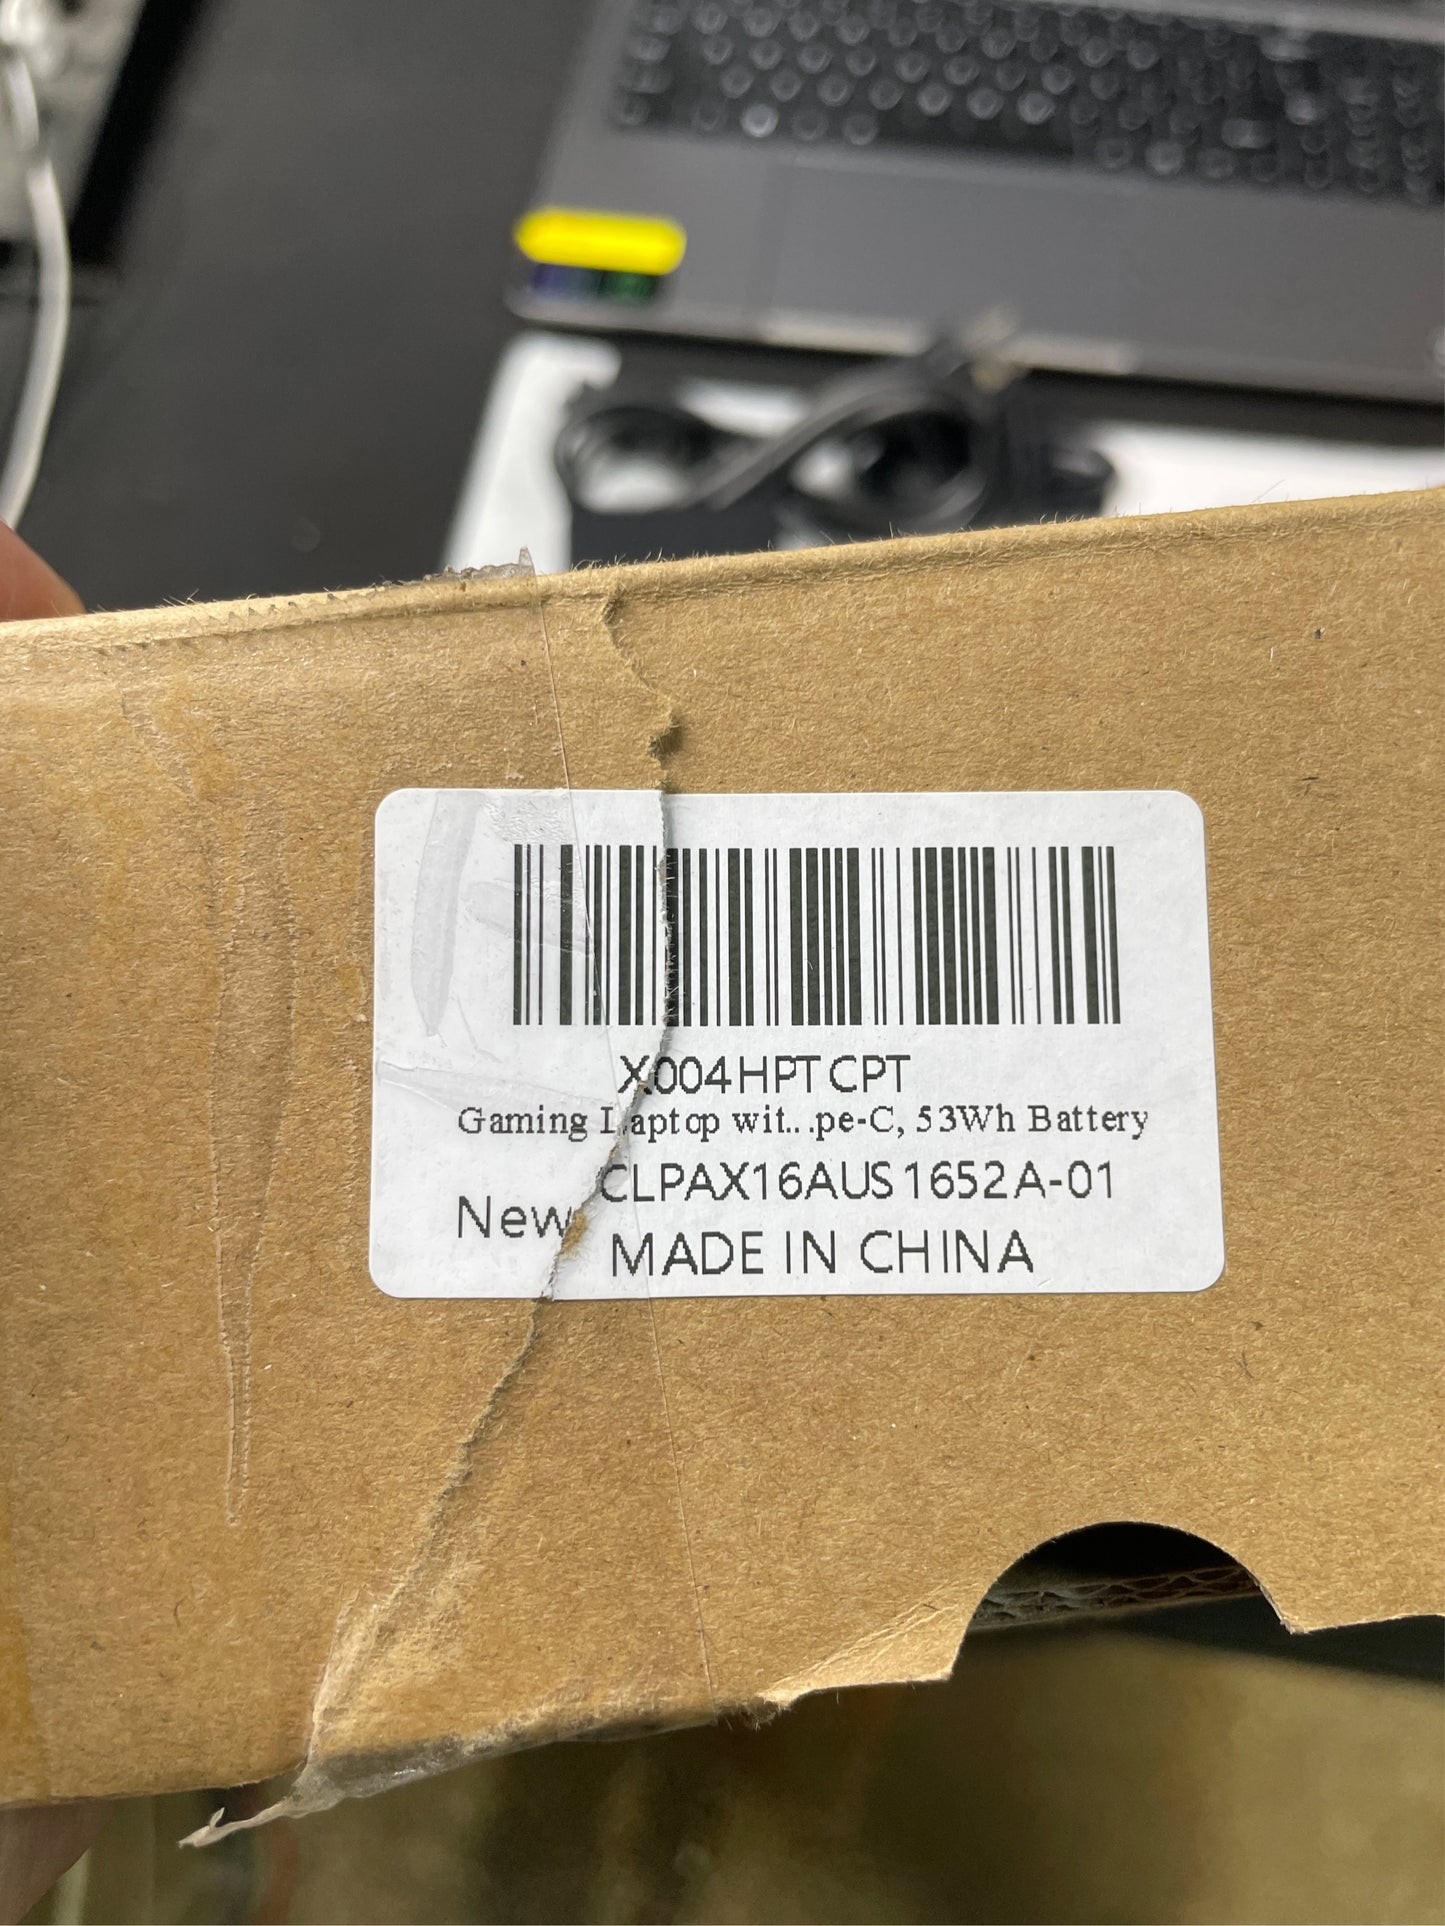 X004HPTCPT
Gaming Laptop wit...pe-C, 53Wh Battery
CLPAX16AUS1652A-01
New
MADE IN CHINA